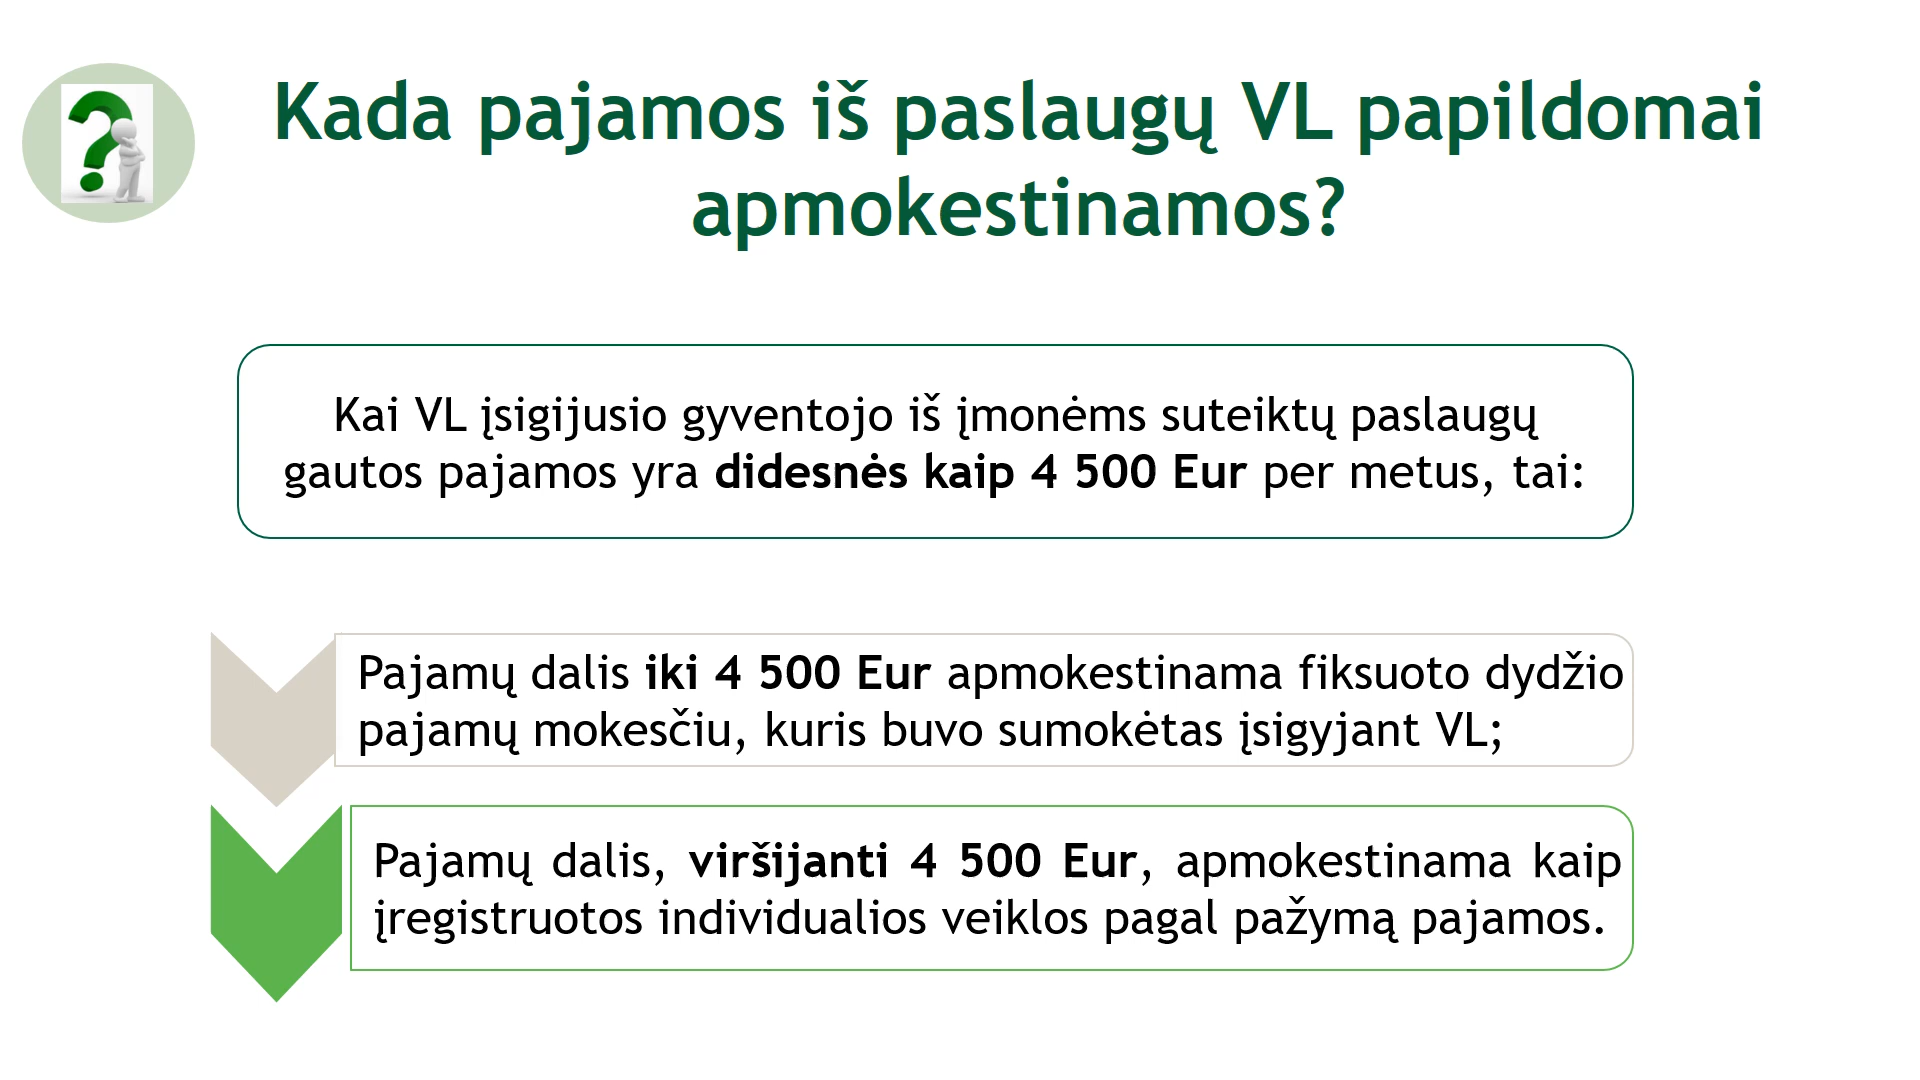 Kada pajamos iš paslaugų VL papildomai
apmokestinamos?
Kai VL įsigijusio gyventojo iš įmonėms suteiktų paslaugų
gautos pajamos yra didesnės kaip 4 500 Eur per metus, tai:
Pajamų dalis iki 4 500 Eur apmokestinama fiksuoto dydžio
pajamų mokesčiu, kuris buvo sumokėtas įsigyjant VL;
Pajamų dalis, viršijanti 4 500 Eur, apmokestinama kaip
įregistruotos individualios veiklos pagal pažymą pajamos.